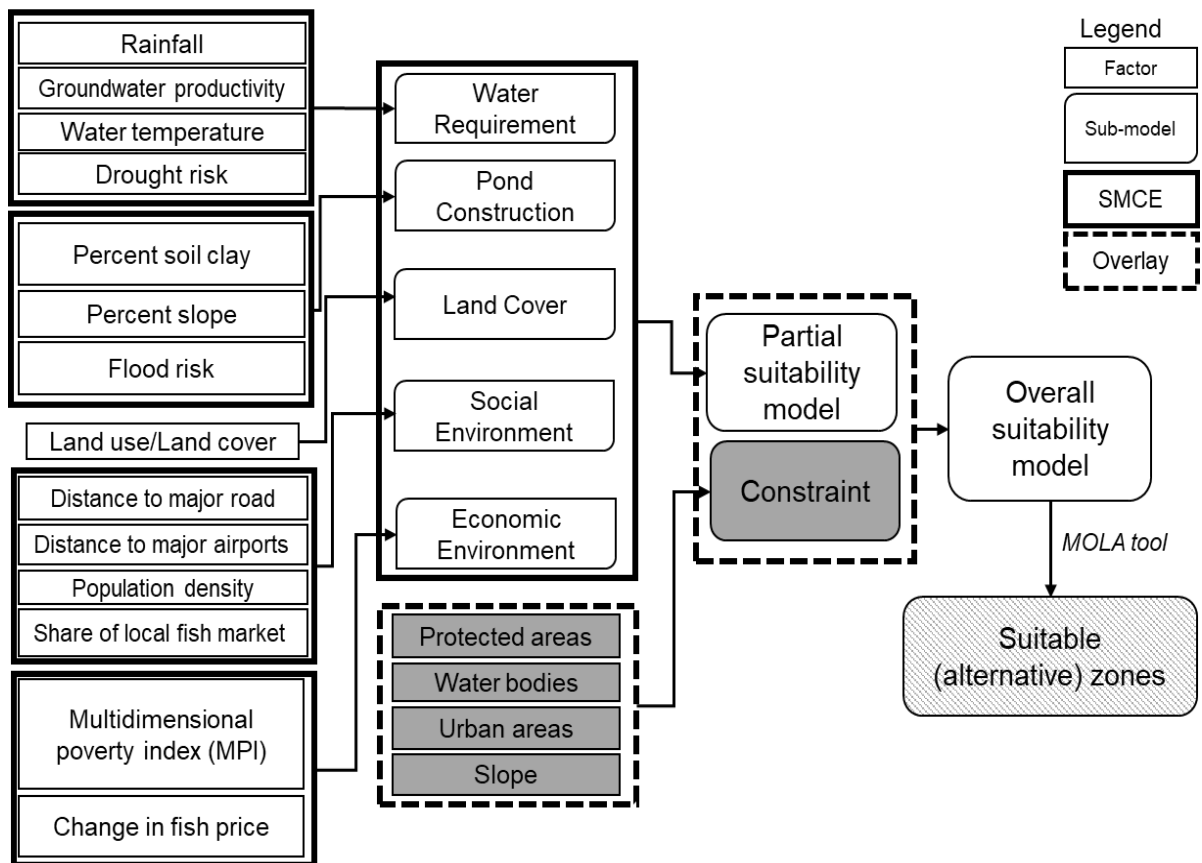 Rainfall
Groundwater productivity
Water temperature
Drought risk
Percent soil clay
Percent slope
Flood risk
Land use/Land cover
Distance to major road
Distance to major airports
Population density
Share of local fish market
Multidimensional
poverty index (MPI)
Change in fish price
Water
Requirement
Pond
Construction
Land Cover
Social
Environment
Economic
Environment
Protected areas
Water bodies
Urban areas
Slope
Partial
suitability
model
Constraint
Overall
suitability
model
MOLA tool
Suitable
(alternative) zones
Legend
Factor
Sub-model
SMCE
Overlay